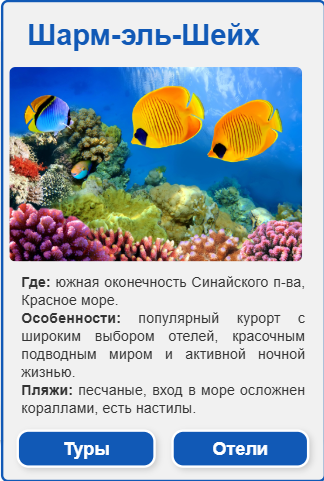 Шарм-эль-Шейх
Где: южная оконечность Синайского п-ва,
Красное море.
Особенности: популярный курорт с
широким выбором отелей, красочным
подводным миром и активной ночной
жизнью.
Пляжи: песчаные, вход в море осложнен
кораллами, есть настилы.
Туры Отели